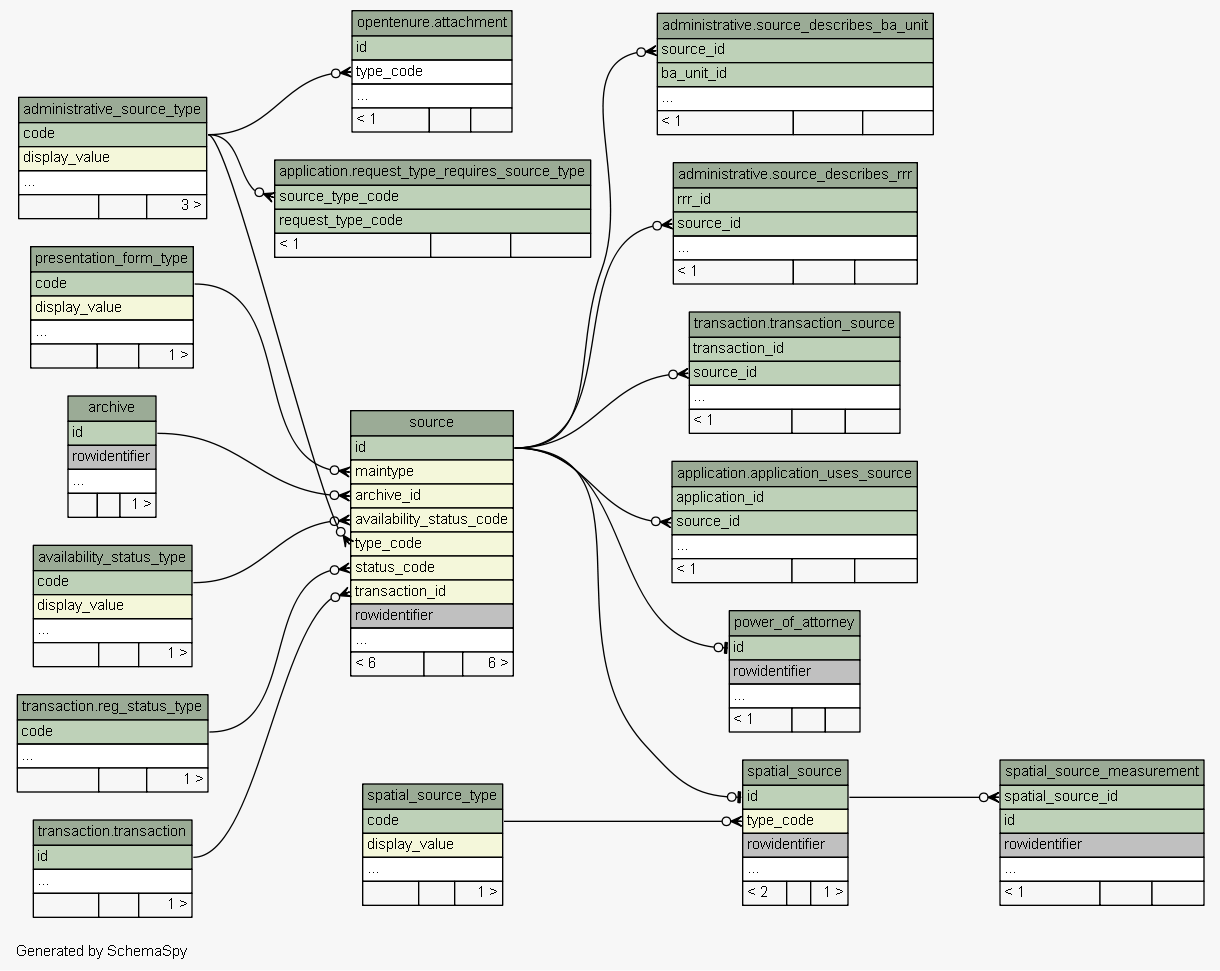 opentenure.attachment
id
type_code
...
< 1
administrative.source_describes_ba_unit
source_id
ba_unit_id
...
< 1
administrative_source_type
code
display_value
...
3 >
application.request_type_requires_source_type
source_type_code
request_type_code
< 1
administrative.source_describes_rrr
rrr_id
source_id
...
< 1
presentation_form_type
code
display_value
...
1 >
transaction.transaction_source
transaction_id
source_id
...
< 1
archive
id
rowidentifier
...
1 >
source
id
maintype
archive_id
availability_status_code
type_code
status_code
transaction_id
rowidentifier
...
< 6 6 >
application.application_uses_source
application_id
source_id
...
< 1
availability_status_type
code
display_value
...
1 >
power_of_attorney
id
rowidentifier
...
< 1
transaction.reg_status_type
code
...
1 >
transaction.transaction
id
...
1 >
spatial_source_type
code
display_value
...
1 >
spatial_source
id
type_code
rowidentifier
...
< 2 1 >
spatial_source_measurement
spatial_source_id
id
rowidentifier
...
< 1
Generated by SchemaSpy